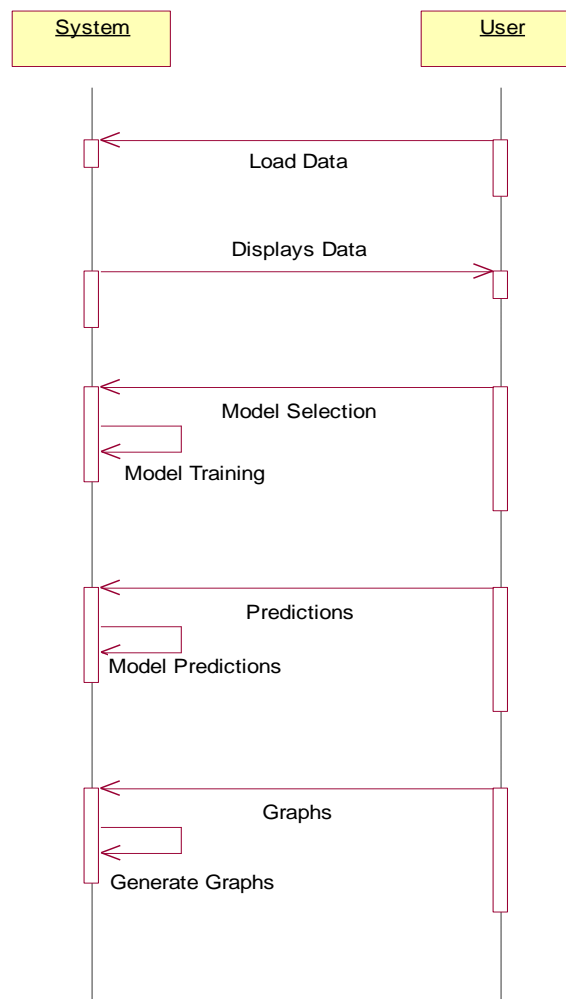 System
User
Load Data
Displays Data
Model Selection
Model Training
Predictions
Model Predictions
Graphs
Generate Graphs